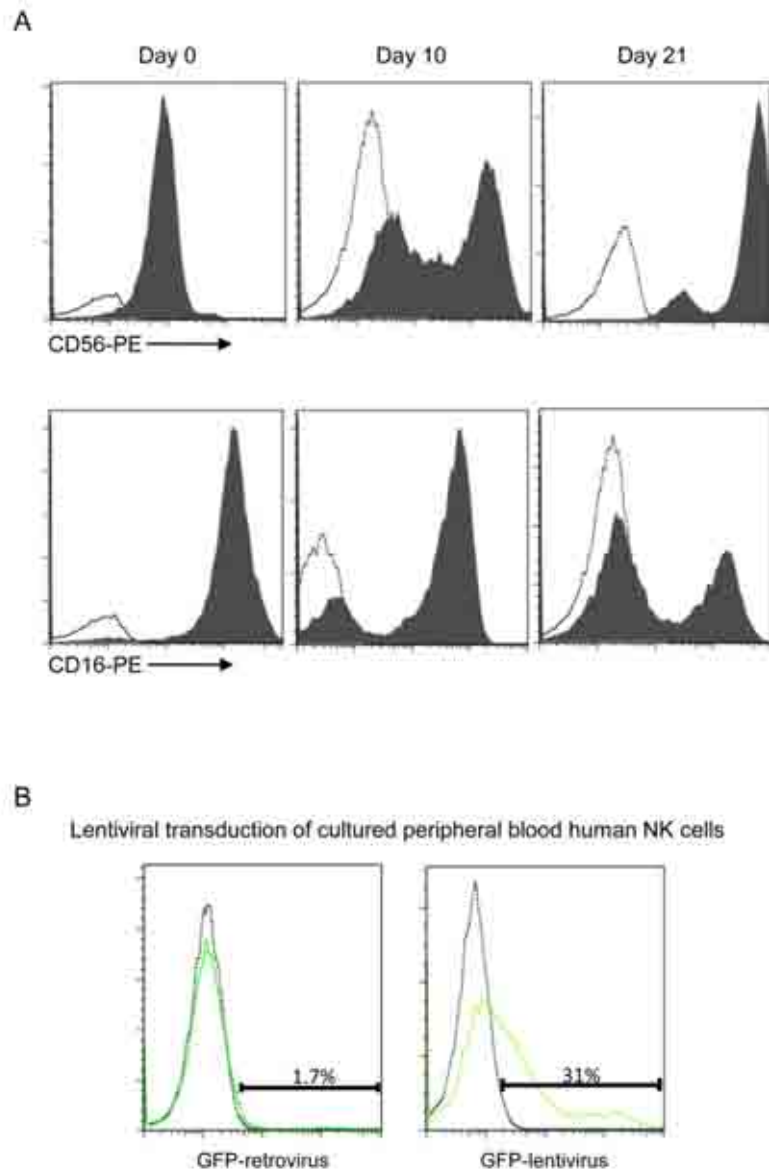 A
Day 0
Day 10
Day 21
CD56-PE
CD16-PE
B
Lentiviral transduction of cultured peripheral blood human NK cells
1.7%
31%
GFP-retrovirus
GFP-lentivirus